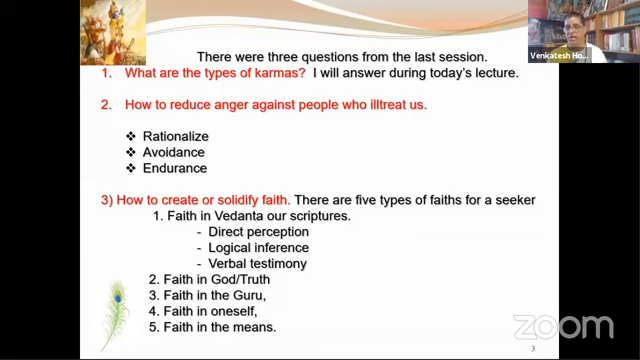 There were three questions from the last session.
1. What are the types of karmas? I will answer during today's lecture.
2. How to reduce anger against people who illtreat us.
❖ Rationalize
❖ Avoidance
❖ Endurance
3) How to create or solidify faith. There are five types of faiths for a seeker
1. Faith in Vedanta our scriptures.
- Direct perception
- Logical inference
- Verbal testimony
2. Faith in God/Truth
3. Faith in the Guru,
4. Faith in oneself,
5. Faith in the means.
3
Venkatesh Ho...
zoom